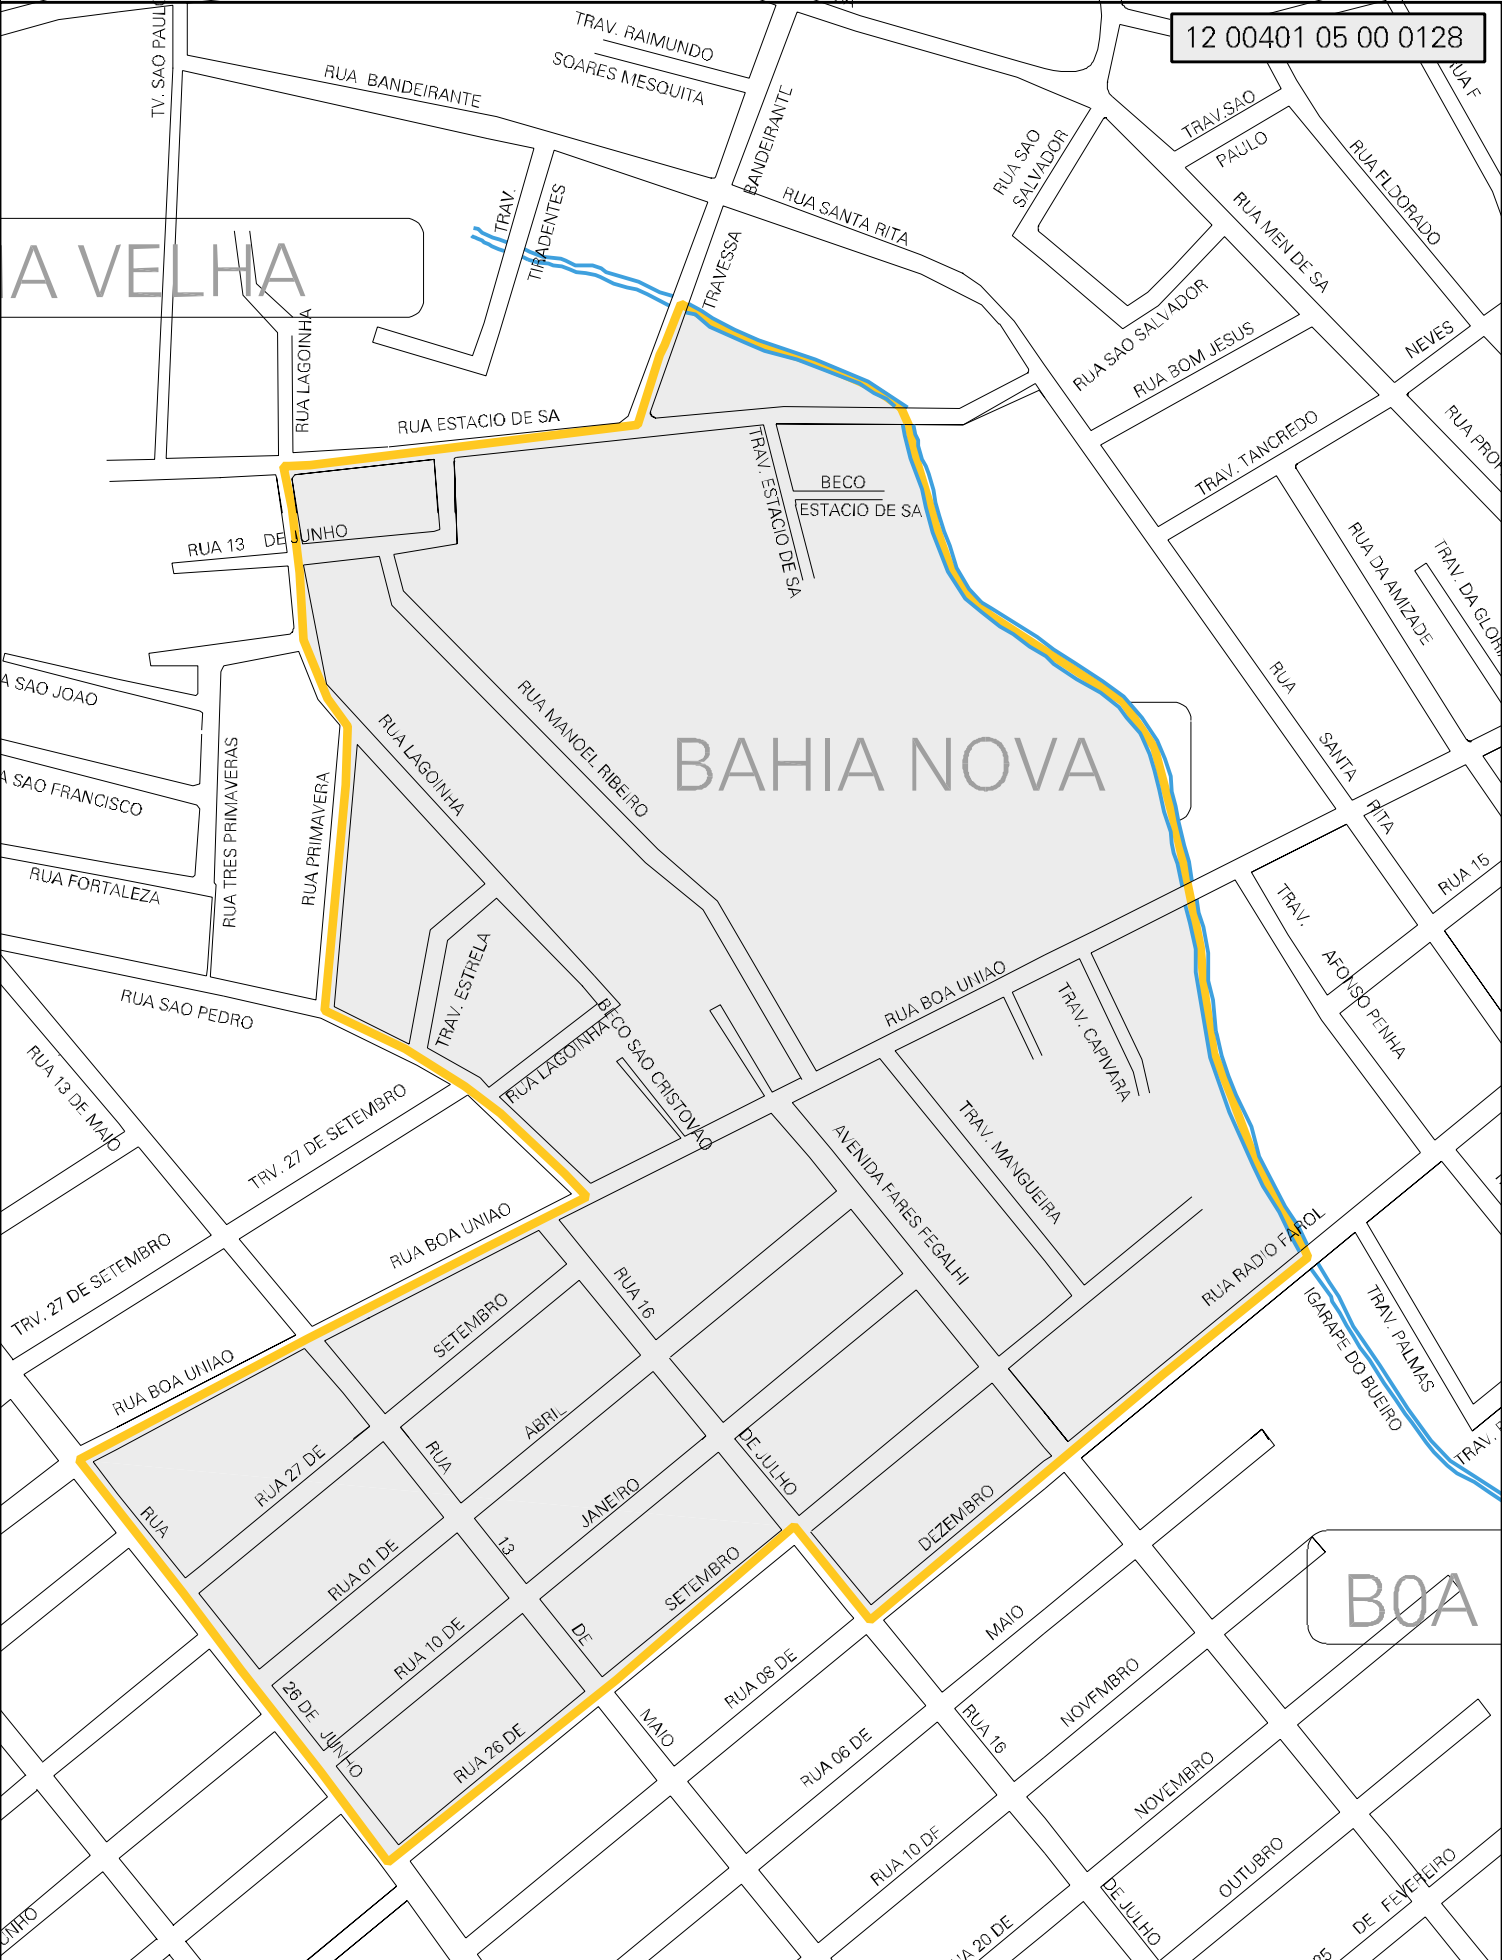 12 00401 05 00 0128
TV. SAO PAULO
TRAV. RAIMUNDO
SOARES MESQUITA
RUA BANDEIRANTE
BANDEIRANTE
TRAVESSA
TRAV.
TIRADENTES
RUA SANTA RITA
RUA SAO
SALVADOR
TRAV.SAO
PAULO
RUA F
RUA ELDORADO
RUA MEN DE SA
RUA SAO SALVADOR
RUA BOM JESUS
NEVES
TRAV. TANCREDO
A VELHA
RUA LAGOINHA
RUA ESTACIO DE SA
TRAV. ESTACIO DE SA
BECO
ESTACIO DE SA
RUA 13 DE JUNHO
RUA DA AMIZADE
A SAO JOAO
A SAO FRANCISCO
RUA FORTALEZA
RUA TRES PRIMAVERAS
RUA PRIMAVERA
RUA LAGOINHA
RUA MANOEL RIBEIRO
BAHIA NOVA
RUA
SANTA
RITA
RUA 15
TRAV.
AFONSO PENHA
RUA SAO PEDRO
RUA 13 DE MAIO
TRAV. ESTRELA
RUA LAGOINHA
BECO SAO CRISTOVAO
RUA BOA UNIAO
TRAV. CAPIVARA
TRAV. MANGUEIRA
AVENIDA FARES FEGALHI
TRV. 27 DE SETEMBRO
TRV. 27 DE SETEMBRO
RUA BOA UNIAO
RUA BOA UNIAO
RUA RADIO FAROL
IGARAPE DO BUEIRO
TRAV. PALMAS
TRAV.
RUA 16
DE JULHO
SETEMBRO
RUA 27 DE
ABRIL
RUA 01 DE
JANEIRO
RUA 10 DE
SETEMBRO
RUA 26 DE
DEZEMBRO
RUA
13
DE
MAIO
RUA
26 DE JUNHO
RUA 08 DE
MAIO
RUA 06 DE
NOVEMBRO
RUA 10 DE
NOVEMBRO
RUA 16
DE JULHO
OUTUBRO
DE FEVEREIRO
BOA